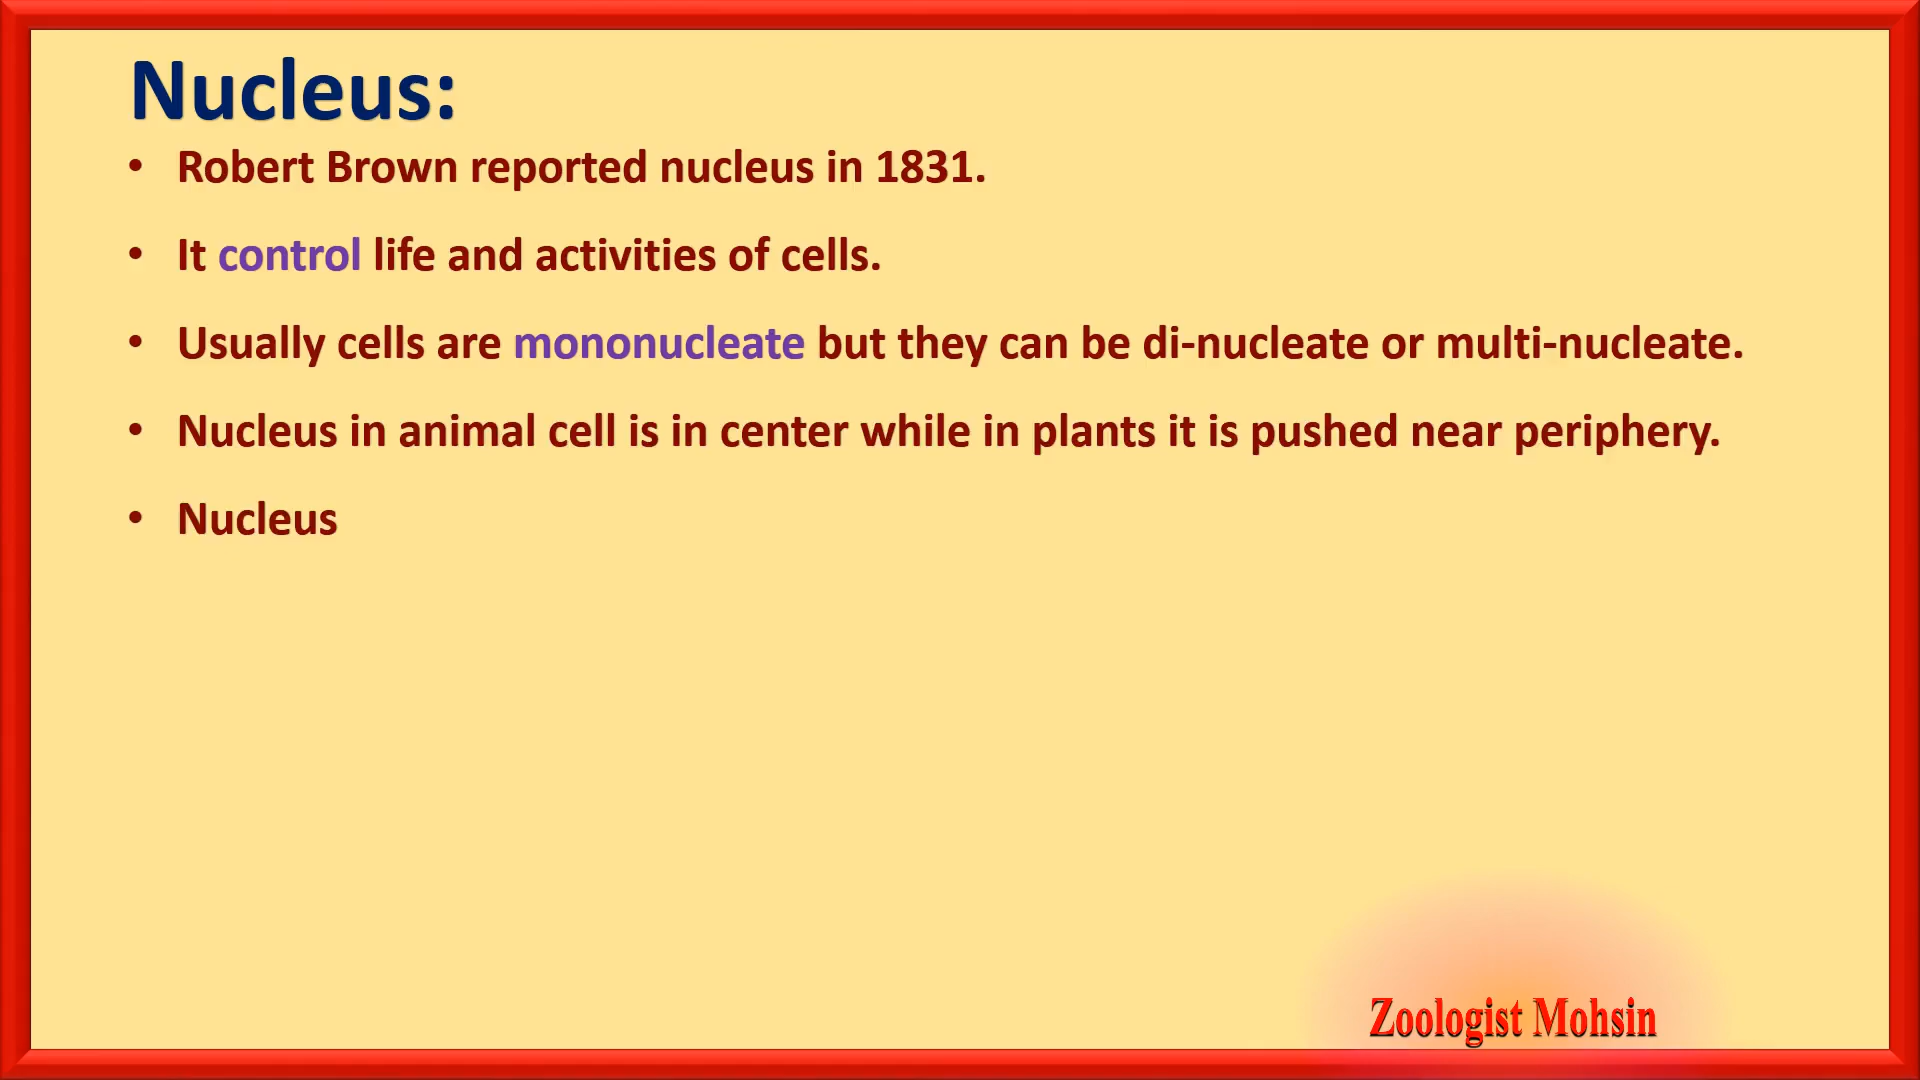 Nucleus:
• Robert Brown reported nucleus in 1831.
• It control life and activities of cells.
• Usually cells are mononucleate but they can be di-nucleate or multi-nucleate.
• Nucleus in animal cell is in center while in plants it is pushed near periphery.
• Nucleus
Zoologist Mohsin